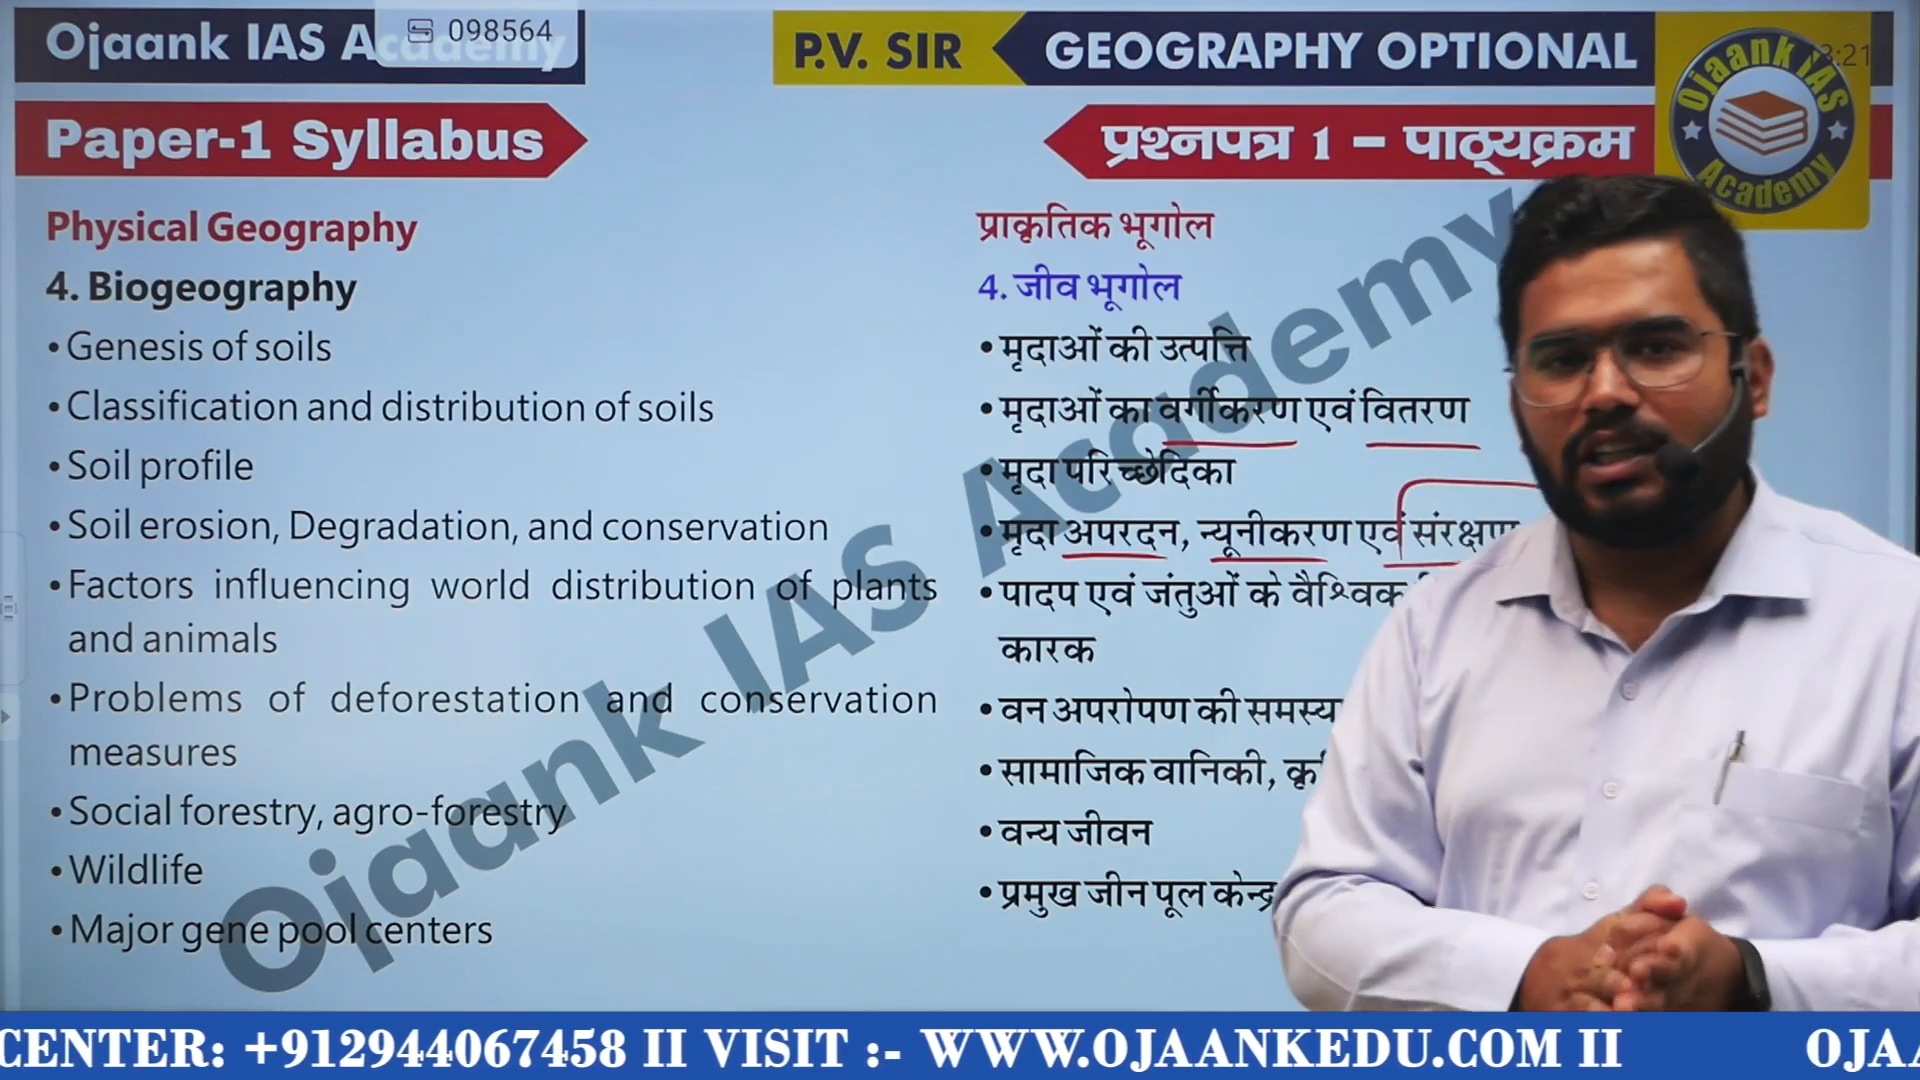 Ojaank IAS Academy
098564
P.V. SIR
GEOGRAPHY OPTIONAL
Ojaank IAS
Academy
Paper-1 Syllabus
प्रश्नपत्र 1 – पाठ्यक्रम
Physical Geography
4. Biogeography
• Genesis of soils
• Classification and distribution of soils
• Soil profile
• Soil erosion, Degradation, and conservation
• Factors influencing world distribution of plants
and animals
• Problems of deforestation and conservation
measures
• Social forestry, agro-forestry
• Wildlife
• Major gene pool centers
प्राकृतिक भूगोल
4. जीव भूगोल
• मृदाओं की उत्पत्ति
• मृदाओं का वर्गीकरण एवं वितरण
• मृदा परिच्छेदिका
• मृदा अपरदन, न्यूनीकरण एवं संरक्षण
• पादप एवं जंतुओं के वैश्विक
कारक
• वन अपरोपण की समस्या
• सामाजिक वानिकी,
• वन्य जीवन
• प्रमुख जीन पूल केन्द्र
Ojaank IAS Academy
CENTER: +912944067458 II VISIT :- WWW.OJAANKEDU.COM II